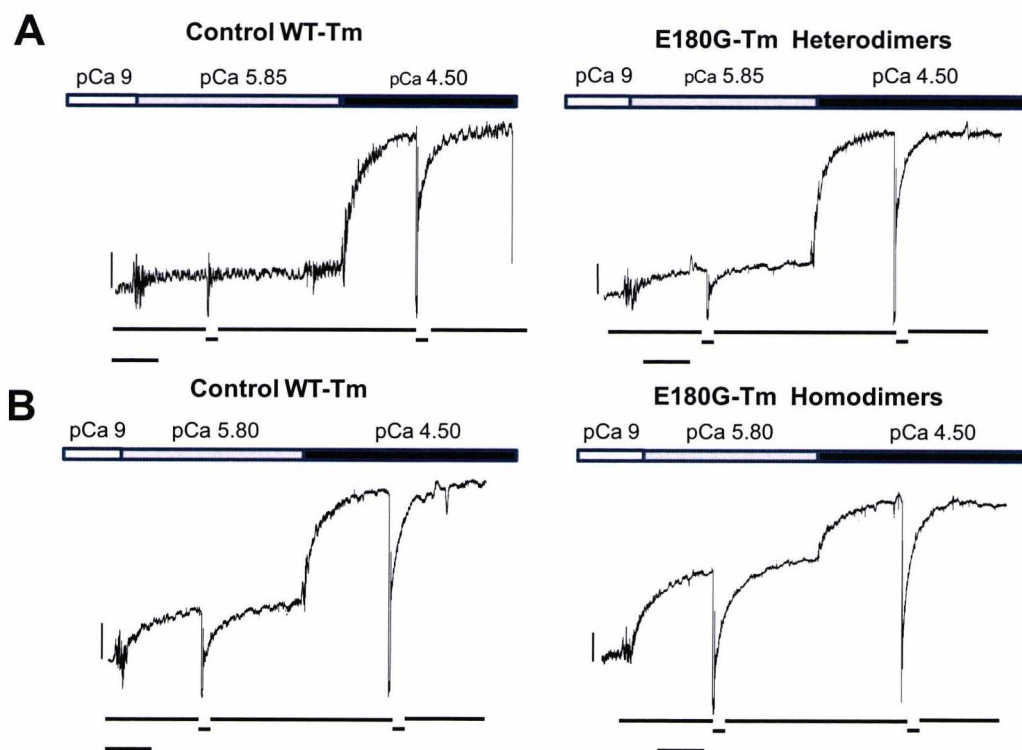 A
Control WT-Tm
pCa 9 pCa 5.85 pCa 4.50
E180G-Tm Heterodimers
pCa 9 pCa 5.85 pCa 4.50
B
Control WT-Tm
pCa 9 pCa 5.80 pCa 4.50
E180G-Tm Homodimers
pCa 9 pCa 5.80 pCa 4.50